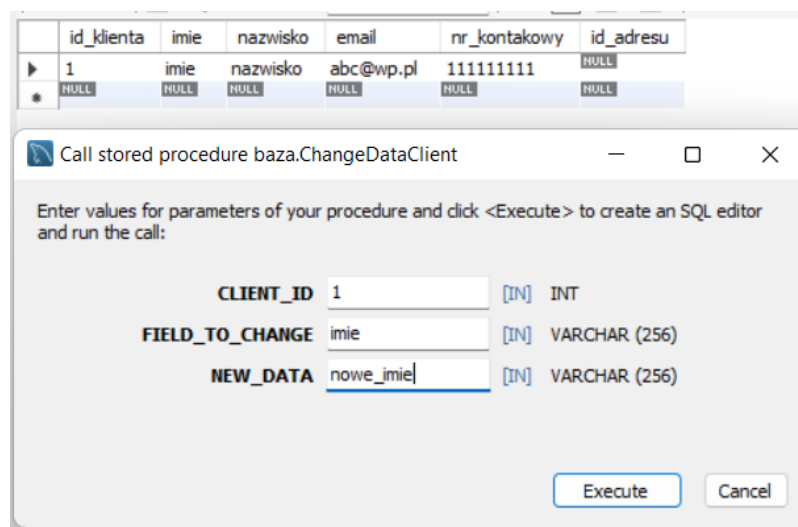 id_klienta imie nazwisko email nr_kontakowy id_adresu
1 imie nazwisko abc@wp.pl 111111111 NULL
NULL NULL NULL NULL NULL NULL
Call stored procedure baza.ChangeDataClient
Enter values for parameters of your procedure and click <Execute> to create an SQL editor
and run the call:
CLIENT_ID 1 [IN] INT
FIELD_TO_CHANGE imie [IN] VARCHAR (256)
NEW_DATA nowe_imie [IN] VARCHAR (256)
Execute Cancel